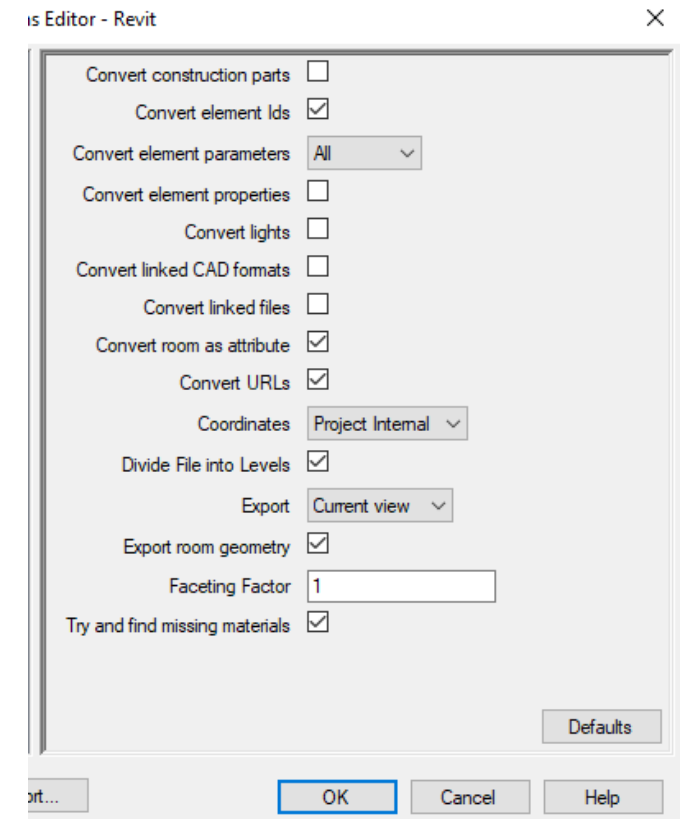 ıs Editor - Revit
Convert construction parts
Convert element Ids
Convert element parameters All
Convert element properties
Convert lights
Convert linked CAD formats
Convert linked files
Convert room as attribute
Convert URLs
Coordinates Project Internal
Divide File into Levels
Export Current view
Export room geometry
Faceting Factor 1
Try and find missing materials
Defaults
ort... OK Cancel Help